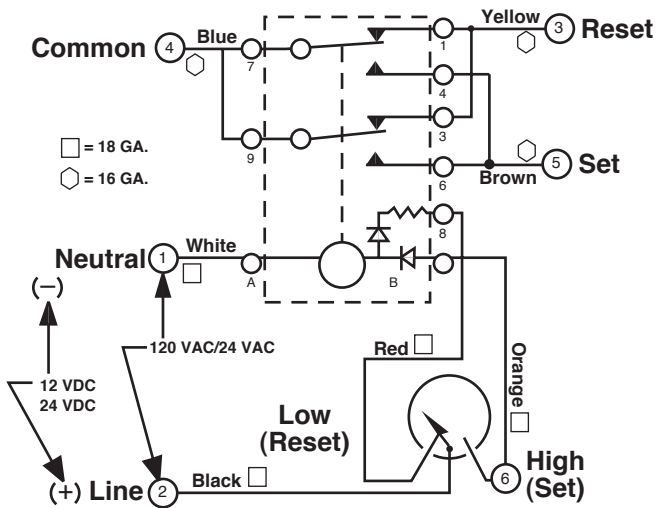 Common 4 Blue 7 1 Yellow 3 Reset
4
9 3
= 18 GA.
= 16 GA.
6 Brown 5 Set
8
Neutral 1 White A B
(−)
120 VAC/24 VAC
12 VDC
24 VDC
Red
Orange
Low
(Reset)
(+) Line 2 Black
6 High
(Set)